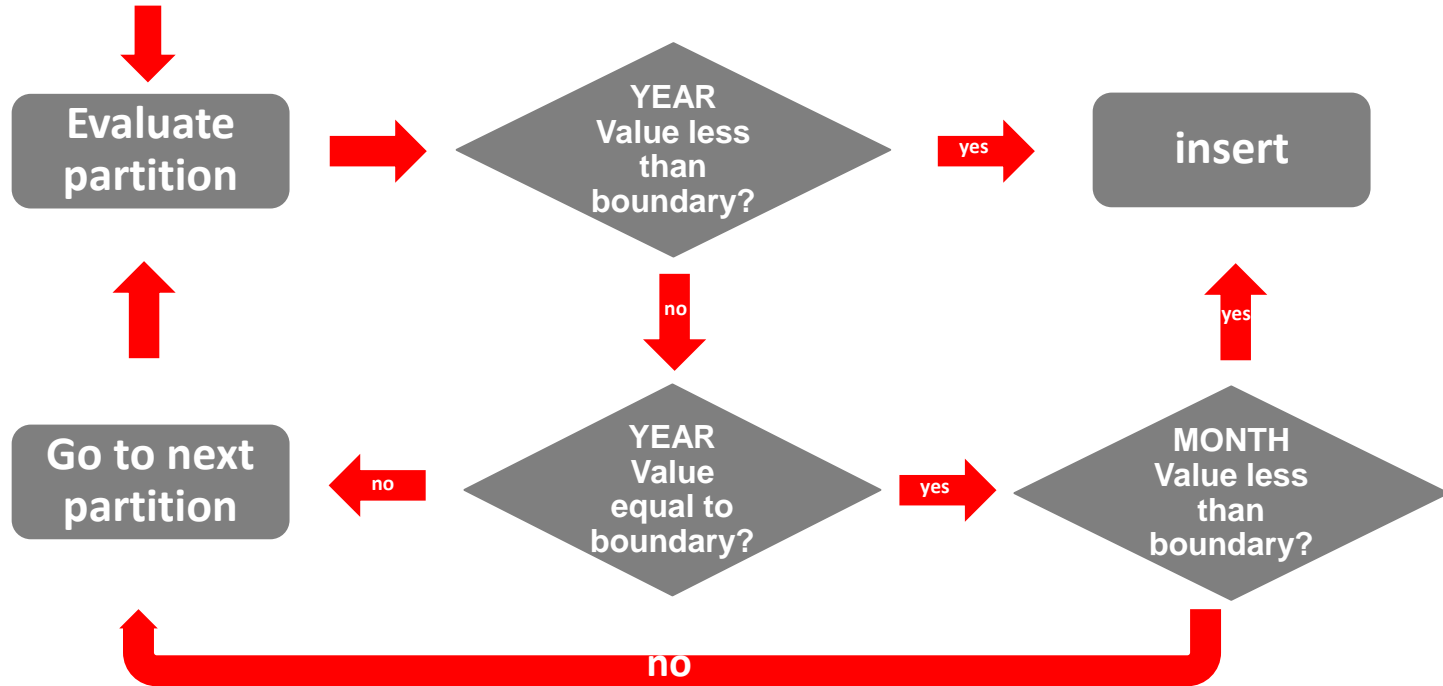 Evaluate
partition
YEAR
Value less
than
boundary?
yes
insert
no
yes
Go to next
partition
no
YEAR
Value
equal to
boundary?
yes
MONTH
Value less
than
boundary?
no